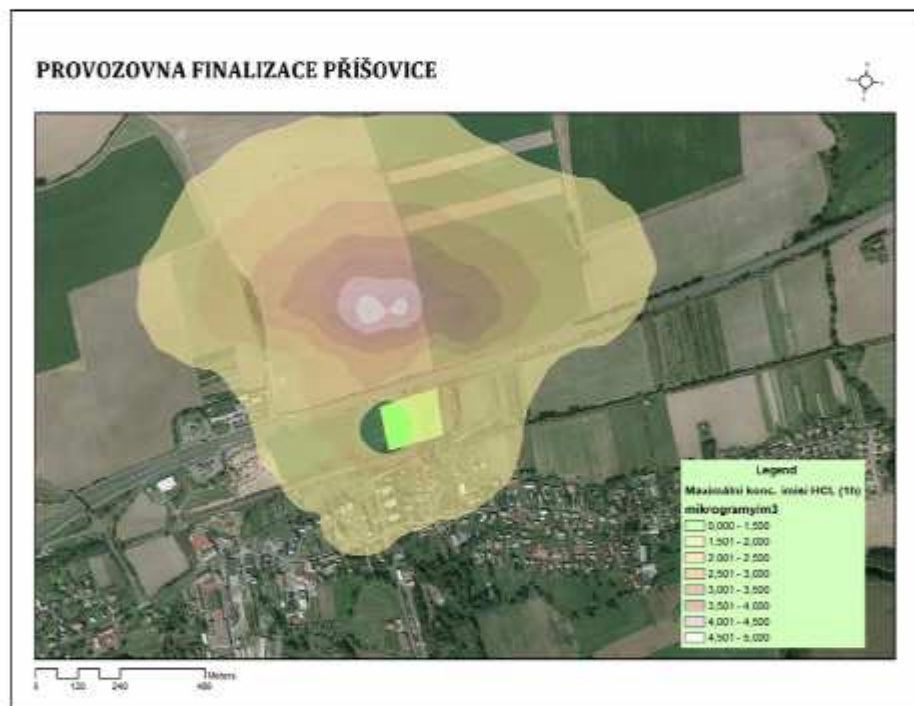 PROVOZOVNA FINALIZACE PŘÍŠOVICE
Legend
Maximální konc. imisí HCL (1h)
mikrogramy/m3
0,000 - 1,500
1,501 - 2,000
2,001 - 2,500
2,501 - 3,000
3,001 - 3,500
3,501 - 4,000
4,001 - 4,500
4,501 - 5,000
Meters
0 120 240 480